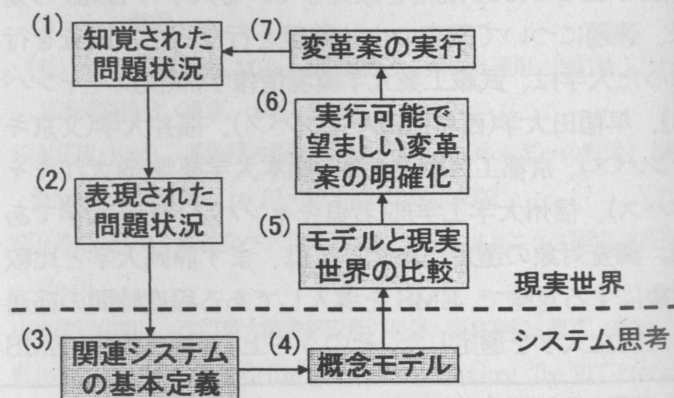 (1)
知覚された
問題状況
(2)
表現された
問題状況
(3)
関連システム
の基本定義
(4)
概念モデル
(5)
モデルと現実
世界の比較
(6)
実行可能で
望ましい変革
案の明確化
(7)
変革案の実行
現実世界
システム思考